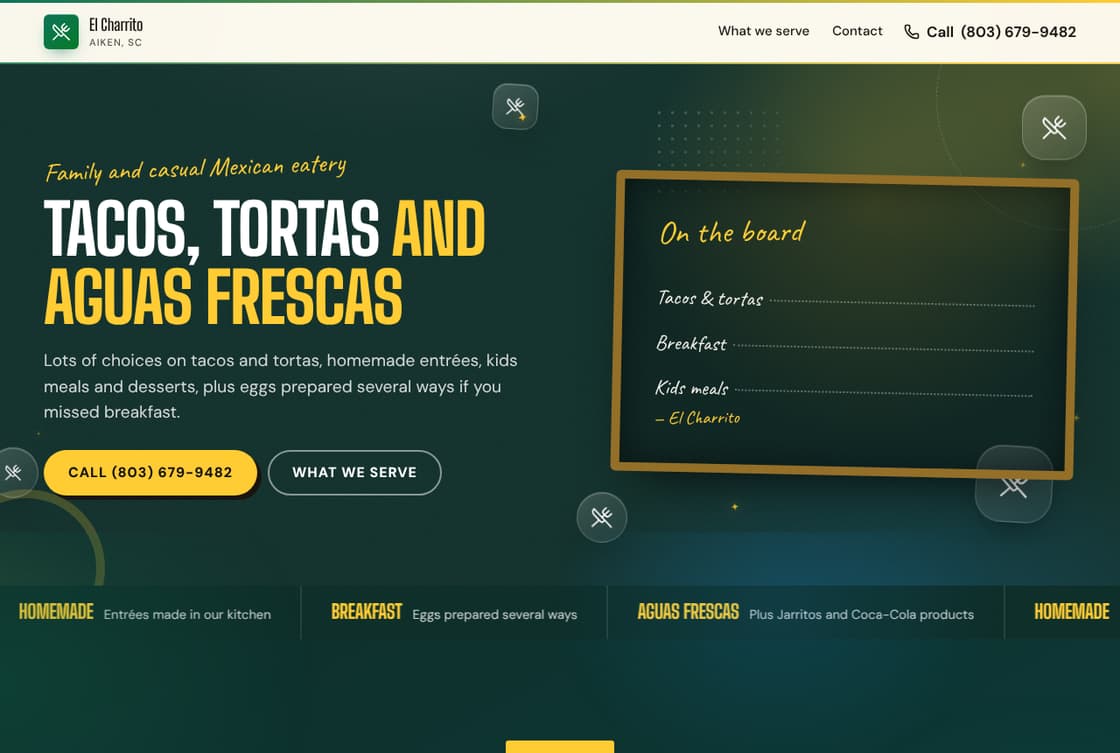 El Charrito
AIKEN, SC
What we serve
Contact
Call (803) 679-9482
Family and casual Mexican eatery
TACOS, TORTAS AND
AGUAS FRESCAS
Lots of choices on tacos and tortas, homemade entrées, kids
meals and desserts, plus eggs prepared several ways if you
missed breakfast.
CALL (803) 679-9482
WHAT WE SERVE
On the board
Tacos & tortas
Breakfast
Kids meals
– El Charrito
HOMEMADE Entrées made in our kitchen
BREAKFAST Eggs prepared several ways
AGUAS FRESCAS Plus Jarritos and Coca-Cola products
HOMEMADE